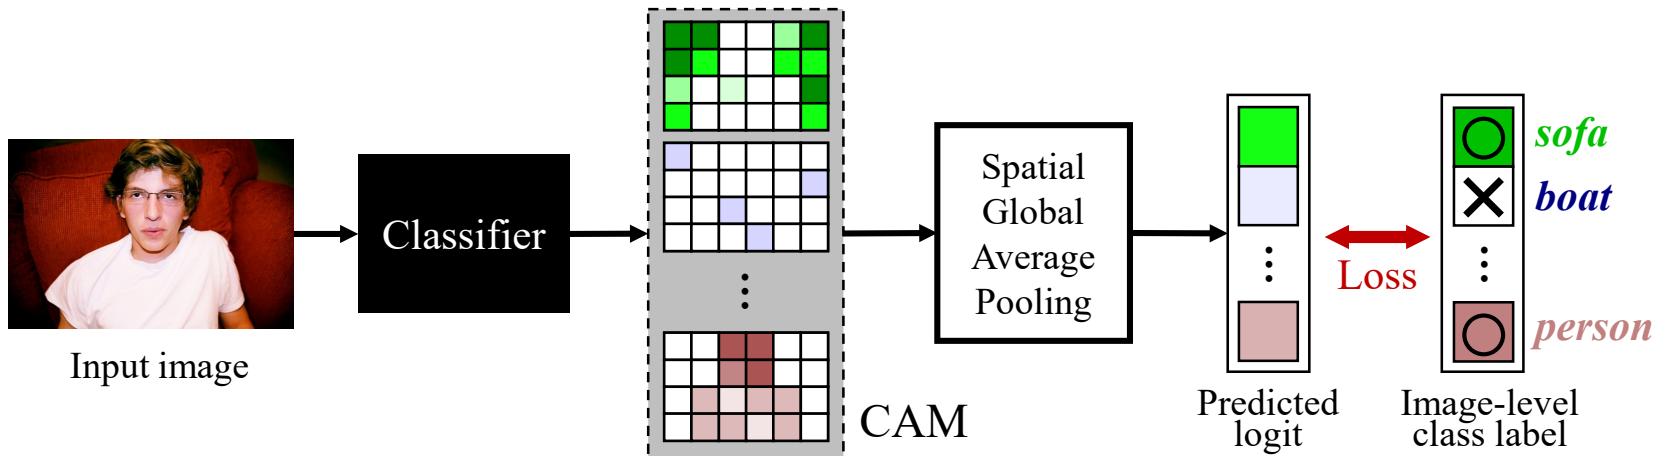 Input image
Classifier
CAM
Spatial
Global
Average
Pooling
Predicted
logit
Loss
Image-level
class label
sofa
boat
person